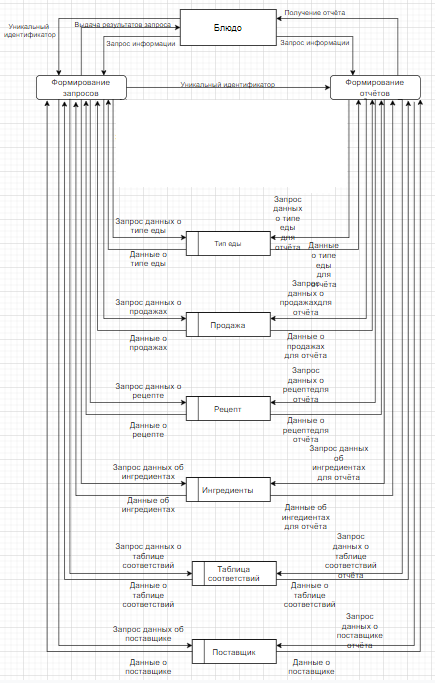 Уникальный
идентификатор
Выдача результатов запроса
Запрос информации
Блюдо
Получение отчёта
Запрос информации
Формирование
запросов
Уникальный идентификатор
Формирование
отчётов
Запрос данных о
типе еды
Данные о
типе еды
Тип еды
Запрос
данных
о типе
еды
для
отчёта
Данные
о типе
еды
для
отчёта
Запрос данных о
продажах
Данные о
продажах
Продажа
Запрос
данных о
продажахдля
отчёта
Данные о
продажах
для отчёта
Запрос данных о
рецепте
Данные о
рецепте
Рецепт
Запрос
данных о
рецептедля
отчёта
Данные о
рецептедля
отчёта
Запрос данных об
ингредиентах
Данные об
ингредиентах
Ингредиенты
Запрос данных
об
ингредиентах
для отчёта
Данные об
ингедиентах
для отчёта
Запрос данных о
таблице
соответствий
Данные о
таблице
соответствий
Таблица
соответствий
Запрос
данных о
таблице
соответствий
отчёта
Данные о
таблице
соответствий
Запрос данных об
поставщике
Данные о
поставщике
Поставщик
Запрос
данных о
поставщике
отчёта
Данные о
поставщике